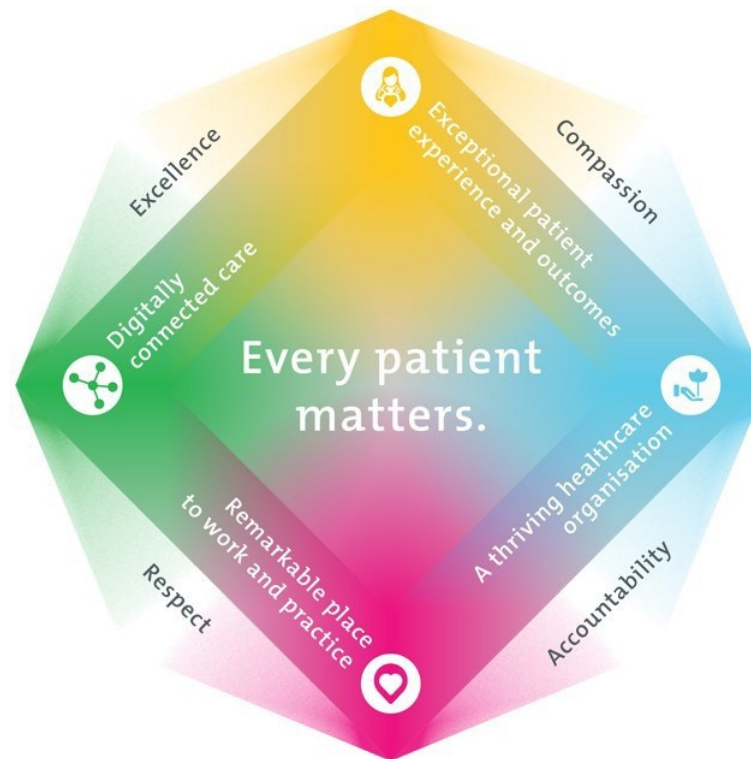 Excellence
Compassion
Exceptional patient
experience and outcomes
Digitally
connected care
Every patient
matters.
A thriving healthcare
organisation
Remarkable place
to work and practice
Respect
Accountability